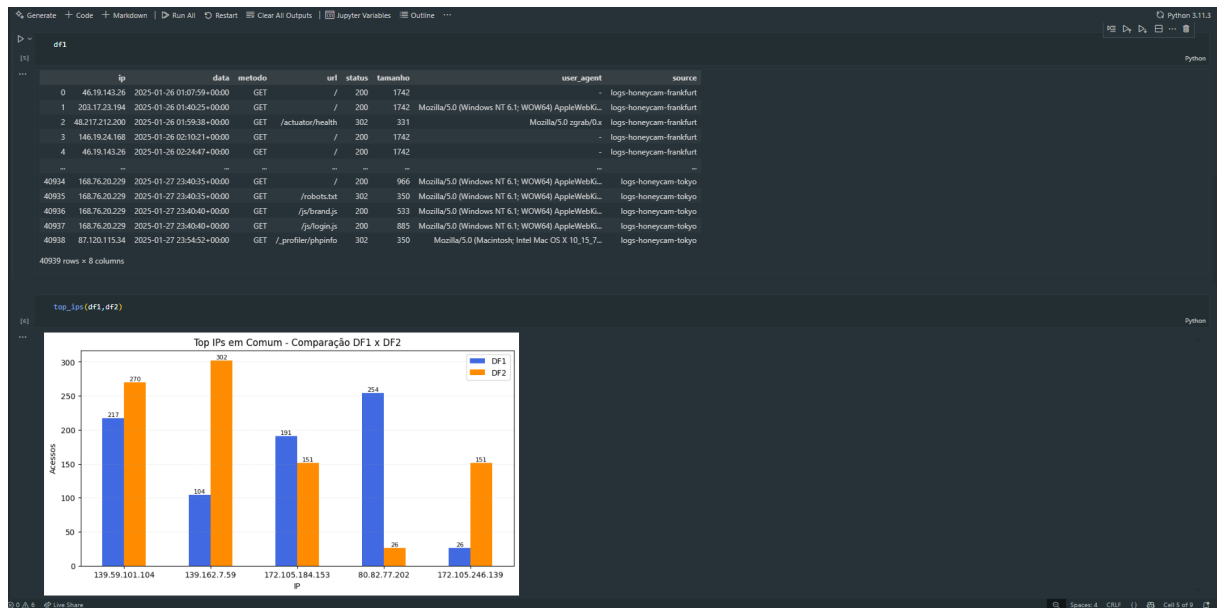 Generate + Code + Markdown | Run All Restart Clear All Outputs | Jupyter Variables Outline ...
Python 3.11.3
df1
[5]
Python
ip data metodo url status tamanho user_agent source
0 46.19.143.26 2025-01-26 01:07:59+00:00 GET / 200 1742 - logs-honeycam-frankfurt
1 203.17.23.194 2025-01-26 01:40:25+00:00 GET / 200 1742 Mozilla/5.0 (Windows NT 6.1; WOW64) AppleWebKi... logs-honeycam-frankfurt
2 48.217.212.200 2025-01-26 01:59:38+00:00 GET /actuator/health 302 331 Mozilla/5.0 zgrab/0.x logs-honeycam-frankfurt
3 146.19.24.168 2025-01-26 02:10:21+00:00 GET / 200 1742 - logs-honeycam-frankfurt
4 46.19.143.26 2025-01-26 02:24:47+00:00 GET / 200 1742 - logs-honeycam-frankfurt
... ... ... ... ... ... ... ... ...
40934 168.76.20.229 2025-01-27 23:40:35+00:00 GET / 200 966 Mozilla/5.0 (Windows NT 6.1; WOW64) AppleWebKi... logs-honeycam-tokyo
40935 168.76.20.229 2025-01-27 23:40:35+00:00 GET /robots.txt 302 350 Mozilla/5.0 (Windows NT 6.1; WOW64) AppleWebKi... logs-honeycam-tokyo
40936 168.76.20.229 2025-01-27 23:40:40+00:00 GET /js/brand.js 200 533 Mozilla/5.0 (Windows NT 6.1; WOW64) AppleWebKi... logs-honeycam-tokyo
40937 168.76.20.229 2025-01-27 23:40:40+00:00 GET /js/login.js 200 885 Mozilla/5.0 (Windows NT 6.1; WOW64) AppleWebKi... logs-honeycam-tokyo
40938 87.120.115.34 2025-01-27 23:54:52+00:00 GET /_profiler/phpinfo 302 350 Mozilla/5.0 (Macintosh; Intel Mac OS X 10_15_7... logs-honeycam-tokyo
40939 rows × 8 columns
top_ips(df1,df2)
[6]
Python
Top IPs em Comum - Comparação DF1 x DF2
DF1
DF2
Acessos
300
250
200
150
100
50
0
217
270
104
302
191
151
254
26
26
151
139.59.101.104 139.162.7.59 172.105.184.153 80.82.77.202 172.105.246.139
IP
0 6 Live Share
Spaces: 4 CRLF {} Cell 5 of 9